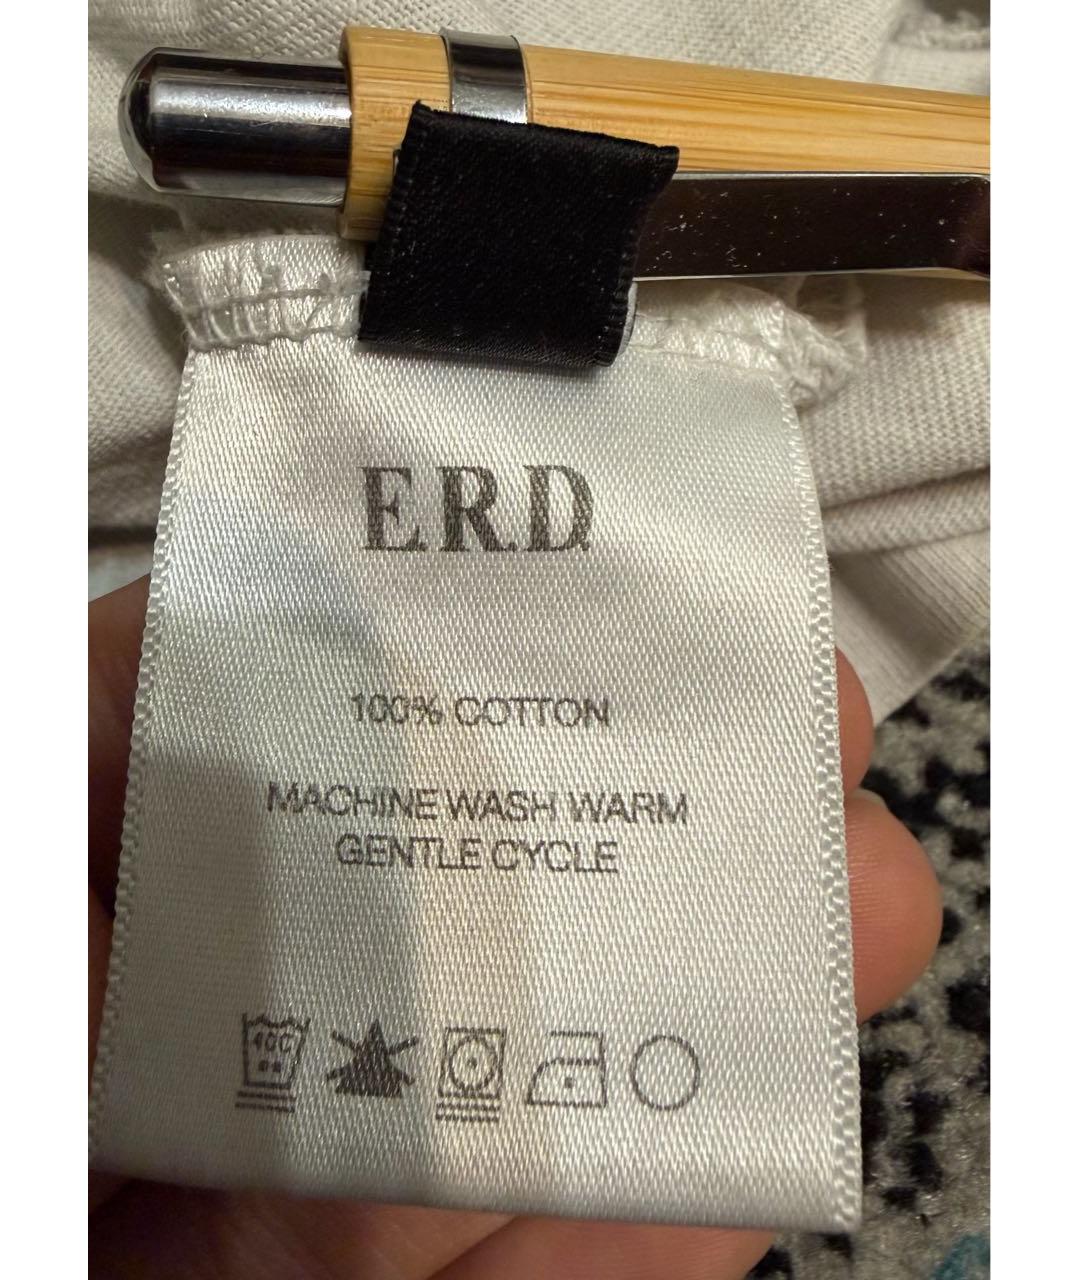 E.R.D.
100% COTTON
MACHINE WASH WARM
GENTLE CYCLE
40C